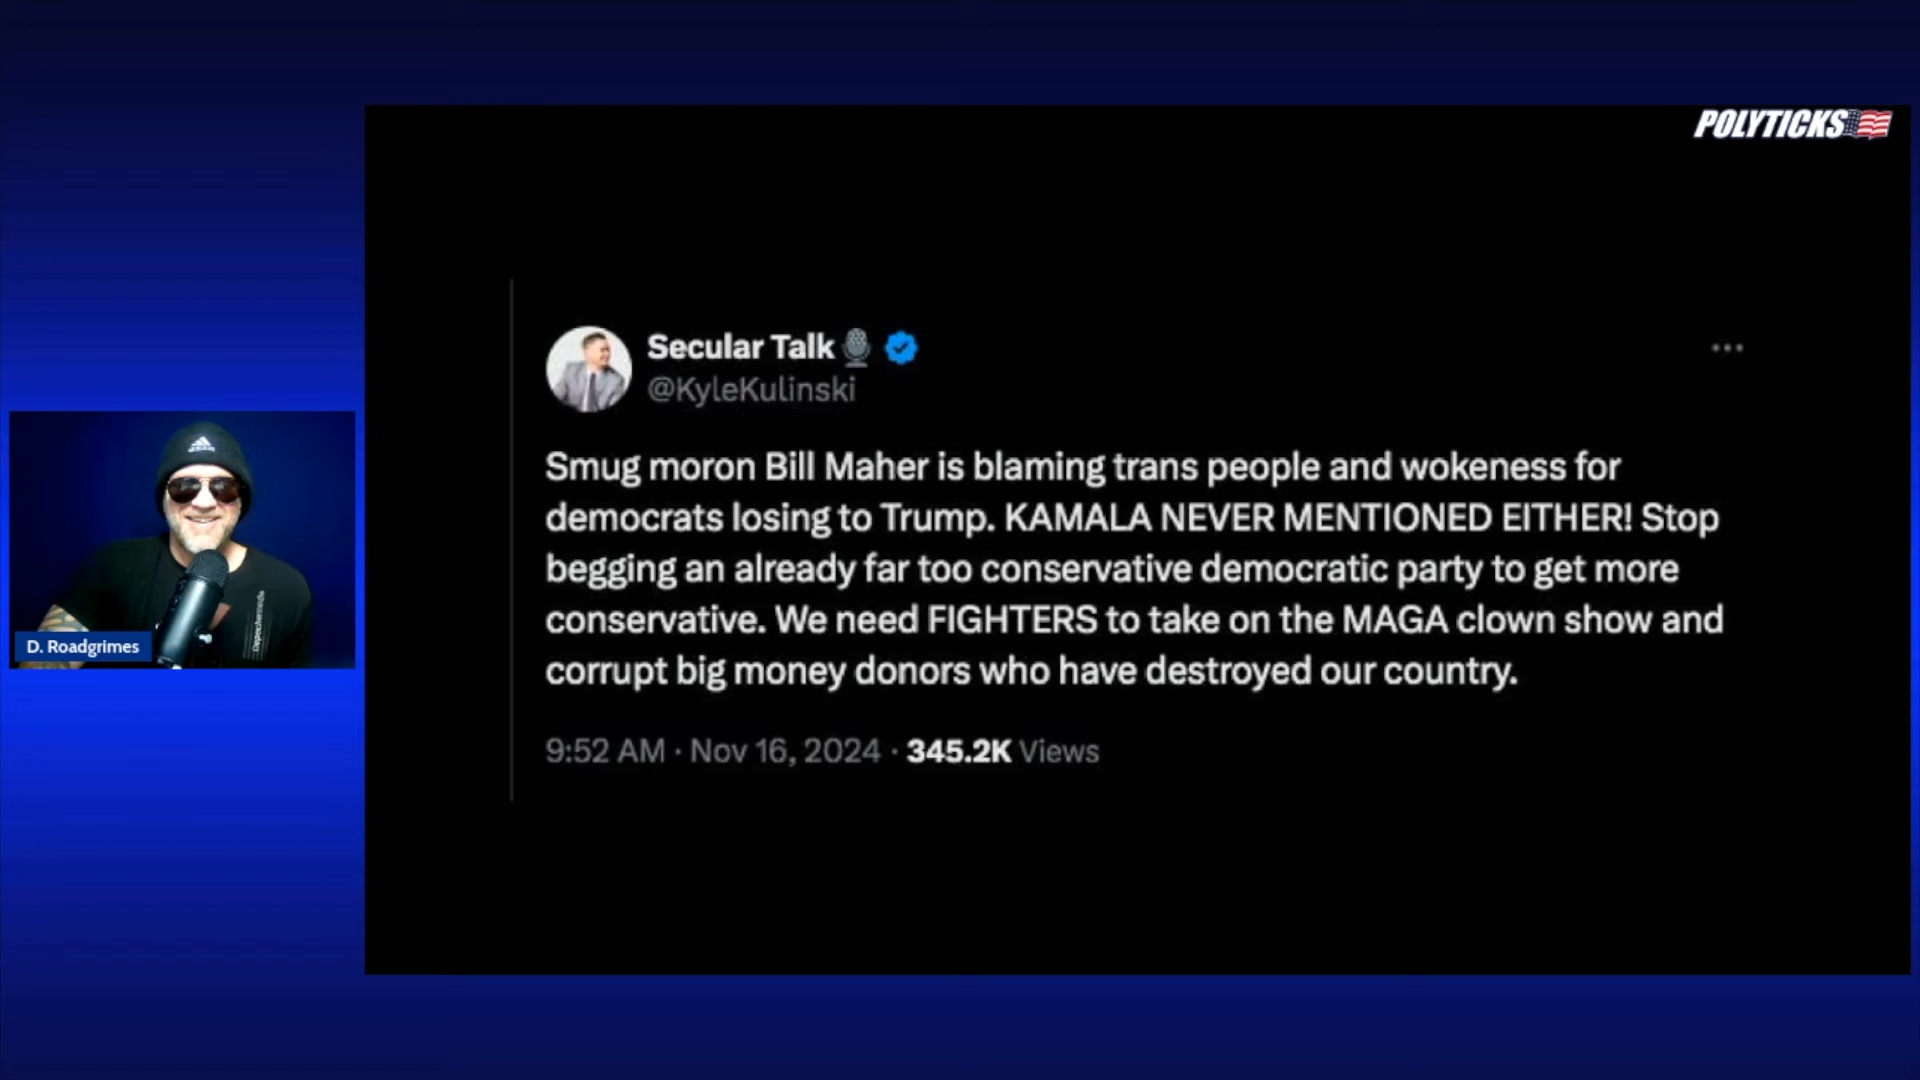 POLYTICKS
Secular Talk
@KyleKulinski
Smug moron Bill Maher is blaming trans people and wokeness for
democrats losing to Trump. KAMALA NEVER MENTIONED EITHER! Stop
begging an already far too conservative democratic party to get more
conservative. We need FIGHTERS to take on the MAGA clown show and
corrupt big money donors who have destroyed our country.
9:52 AM · Nov 16, 2024 · 345.2K Views
D. Roadgrimes